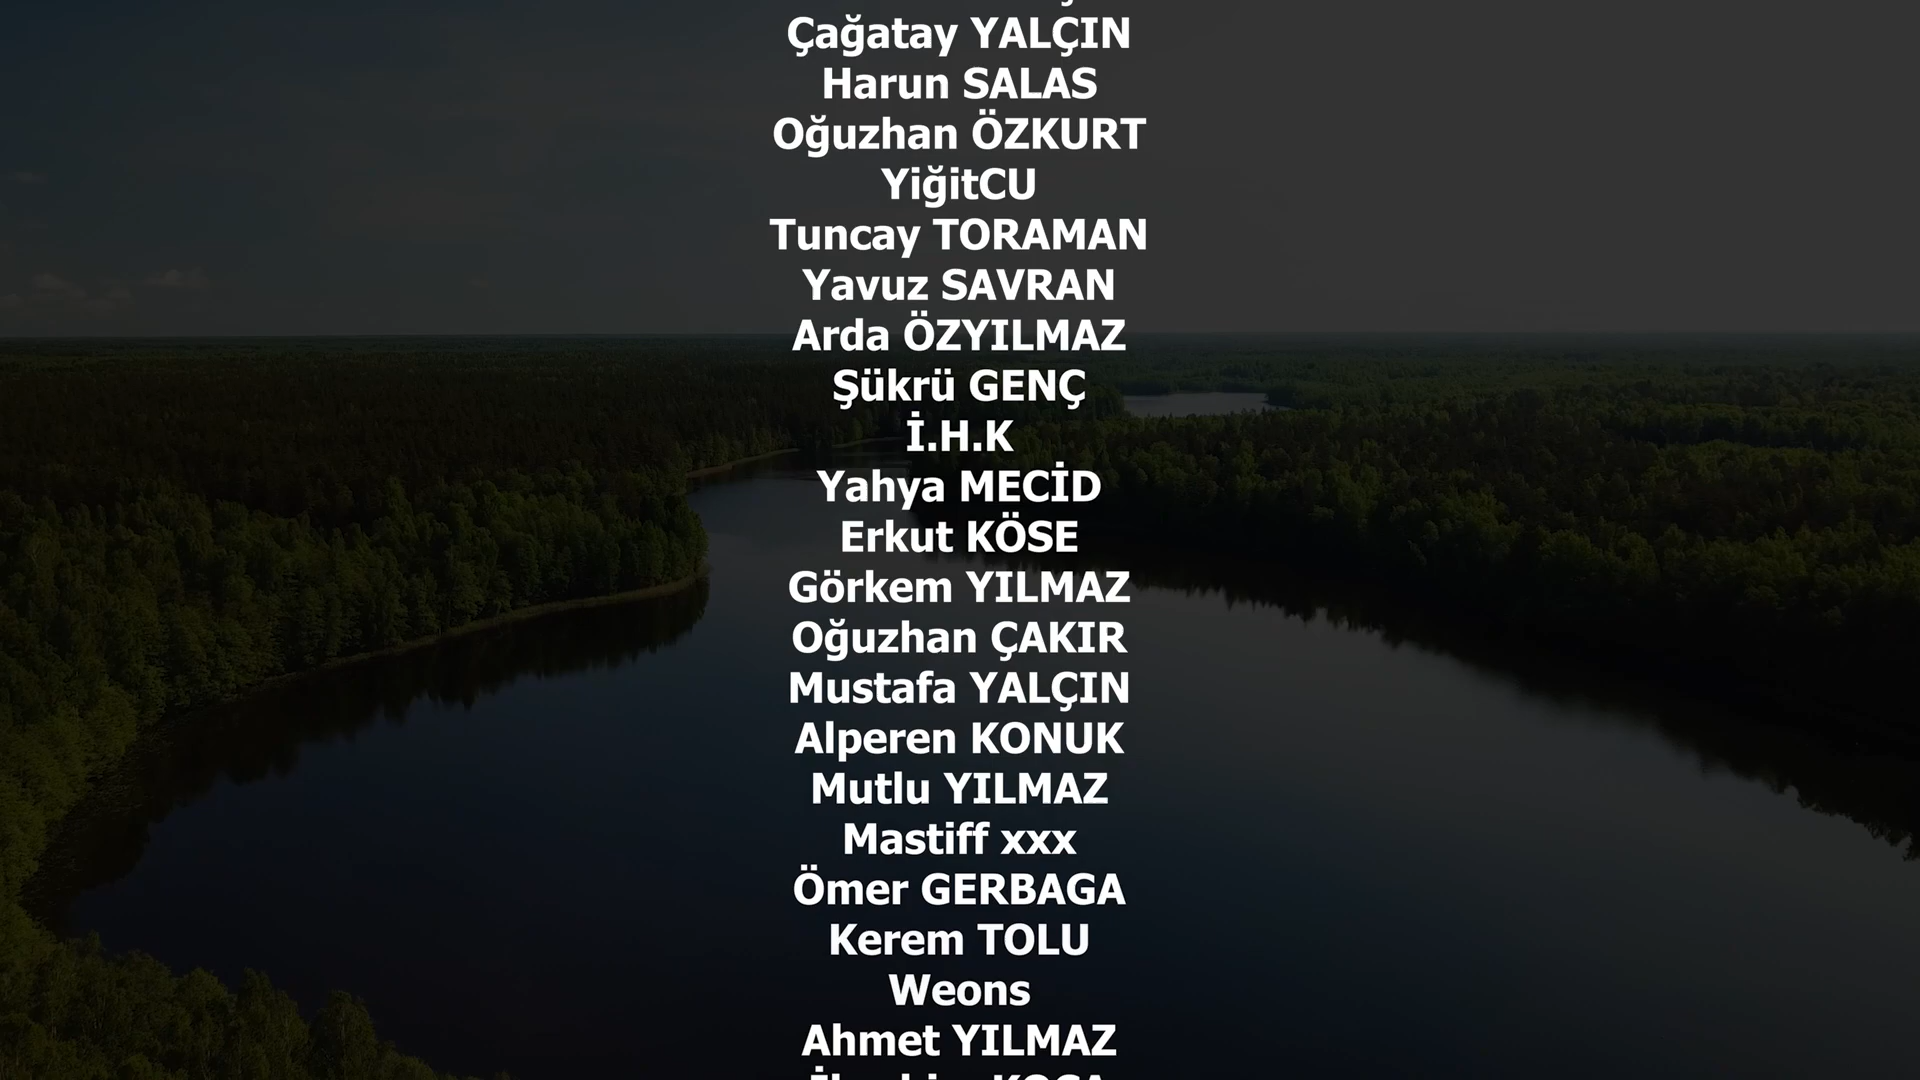 Çağatay YALÇIN
Harun SALAS
Oğuzhan ÖZKURT
YiğitCU
Tuncay TORAMAN
Yavuz SAVRAN
Arda ÖZYILMAZ
Şükrü GENÇ
İ.H.K
Yahya MECİD
Erkut KÖSE
Görkem YILMAZ
Oğuzhan ÇAKIR
Mustafa YALÇIN
Alperen KONUK
Mutlu YILMAZ
Mastiff xxx
Ömer GERBAGA
Kerem TOLU
Weons
Ahmet YILMAZ